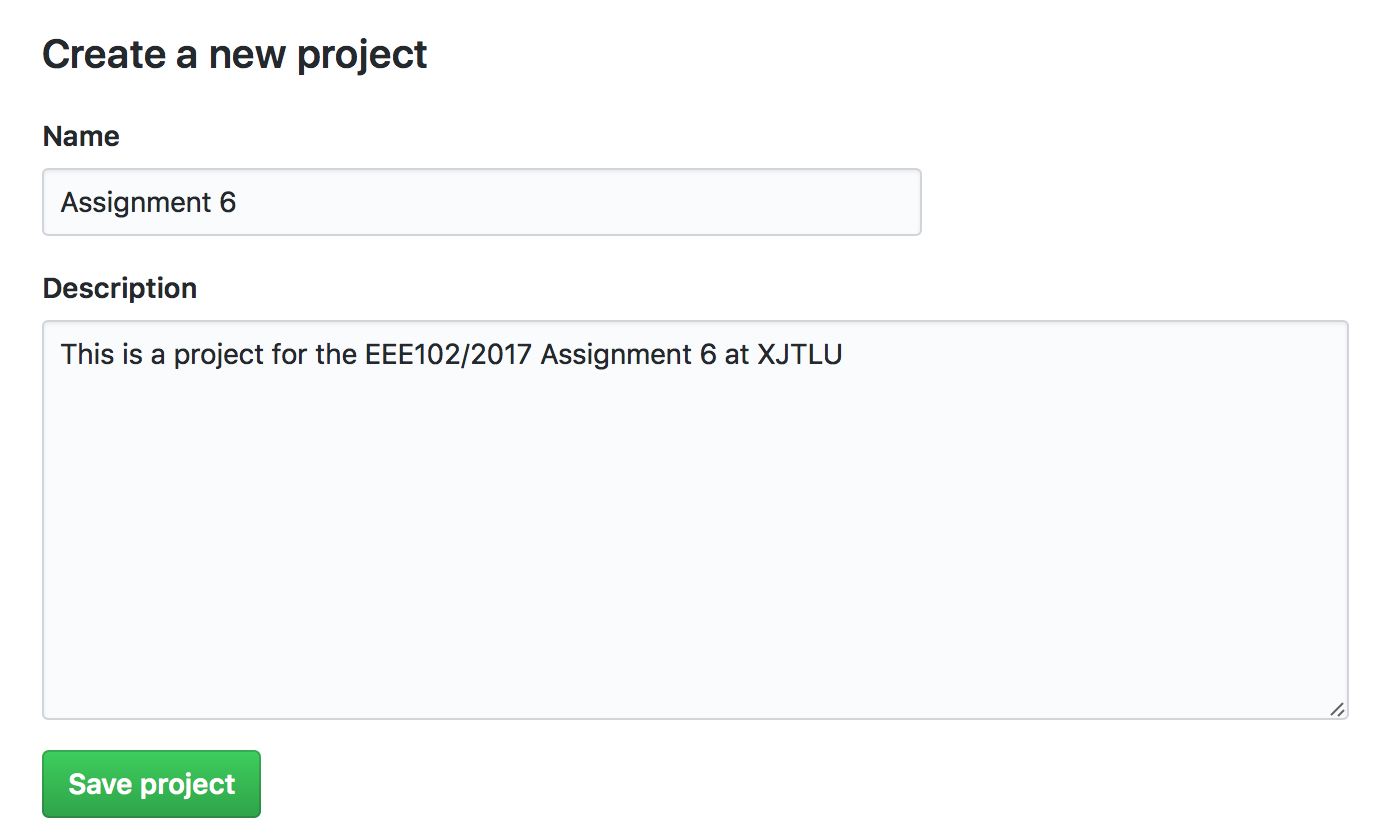 Create a new project
Name
Assignment 6
Description
This is a project for the EEE102/2017 Assignment 6 at XJTLU
Save project